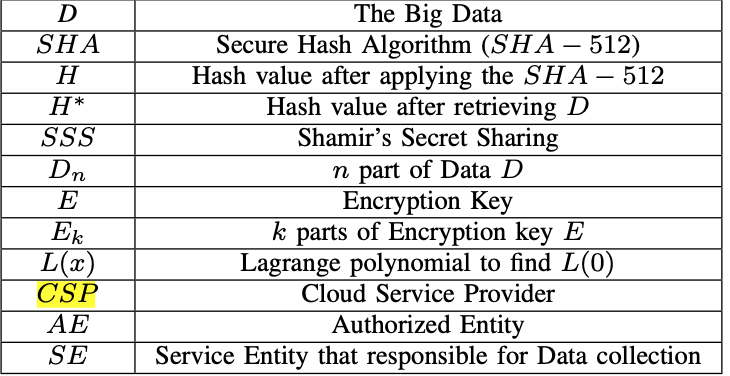 D The Big Data
SHA Secure Hash Algorithm (SHA − 512)
H Hash value after applying the SHA − 512
H* Hash value after retrieving D
SSS Shamir's Secret Sharing
Dn n part of Data D
E Encryption Key
Ek k parts of Encryption key E
L(x) Lagrange polynomial to find L(0)
CSP Cloud Service Provider
AE Authorized Entity
SE Service Entity that responsible for Data collection